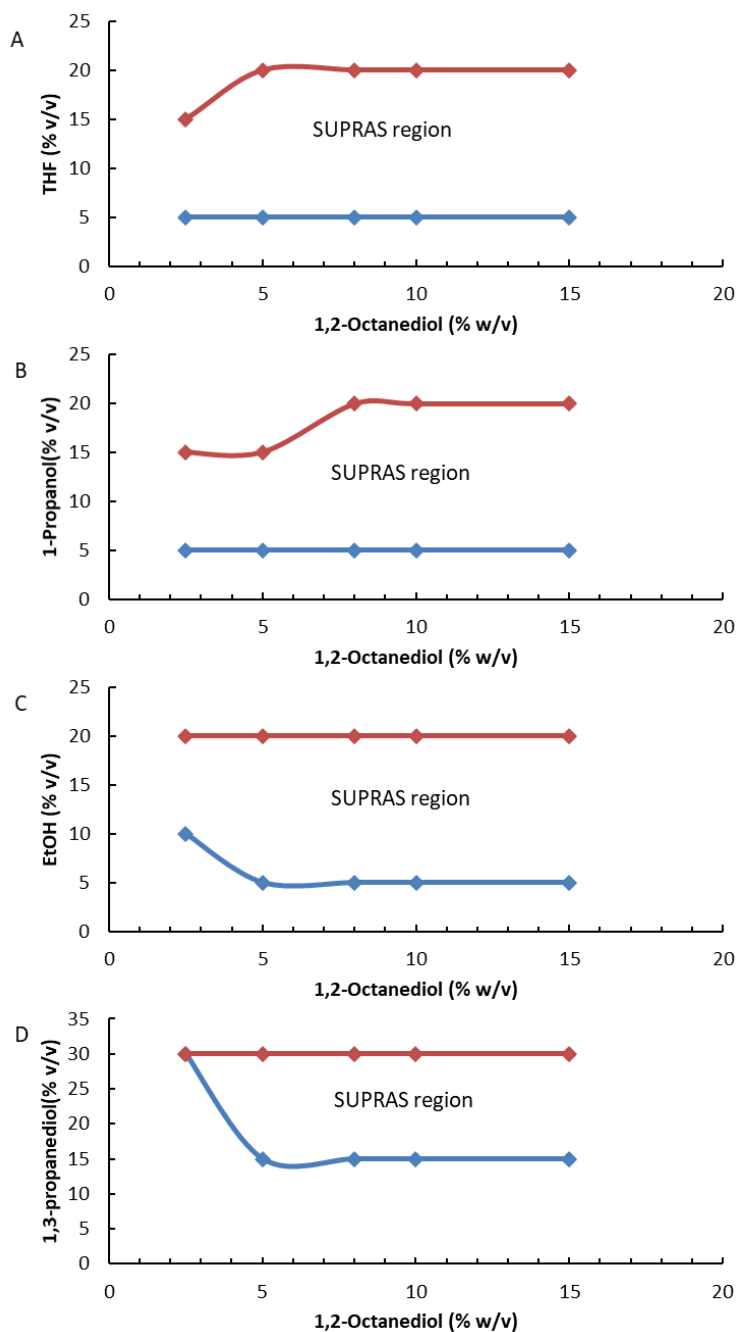 A
THF (% v/v)
25
20
15
10
5
0
SUPRAS region
0 5 10 15 20
1,2-Octanediol (% w/v)
B
1-Propanol(% v/v)
25
20
15
10
5
0
SUPRAS region
0 5 10 15 20
1,2-Octanediol (% w/v)
C
EtOH (% v/v)
25
20
15
10
5
0
SUPRAS region
0 5 10 15 20
1,2-Octanediol (% w/v)
D
1,3-propanediol(% v/v)
35
30
25
20
15
10
5
0
SUPRAS region
0 5 10 15 20
1,2-Octanediol (% w/v)